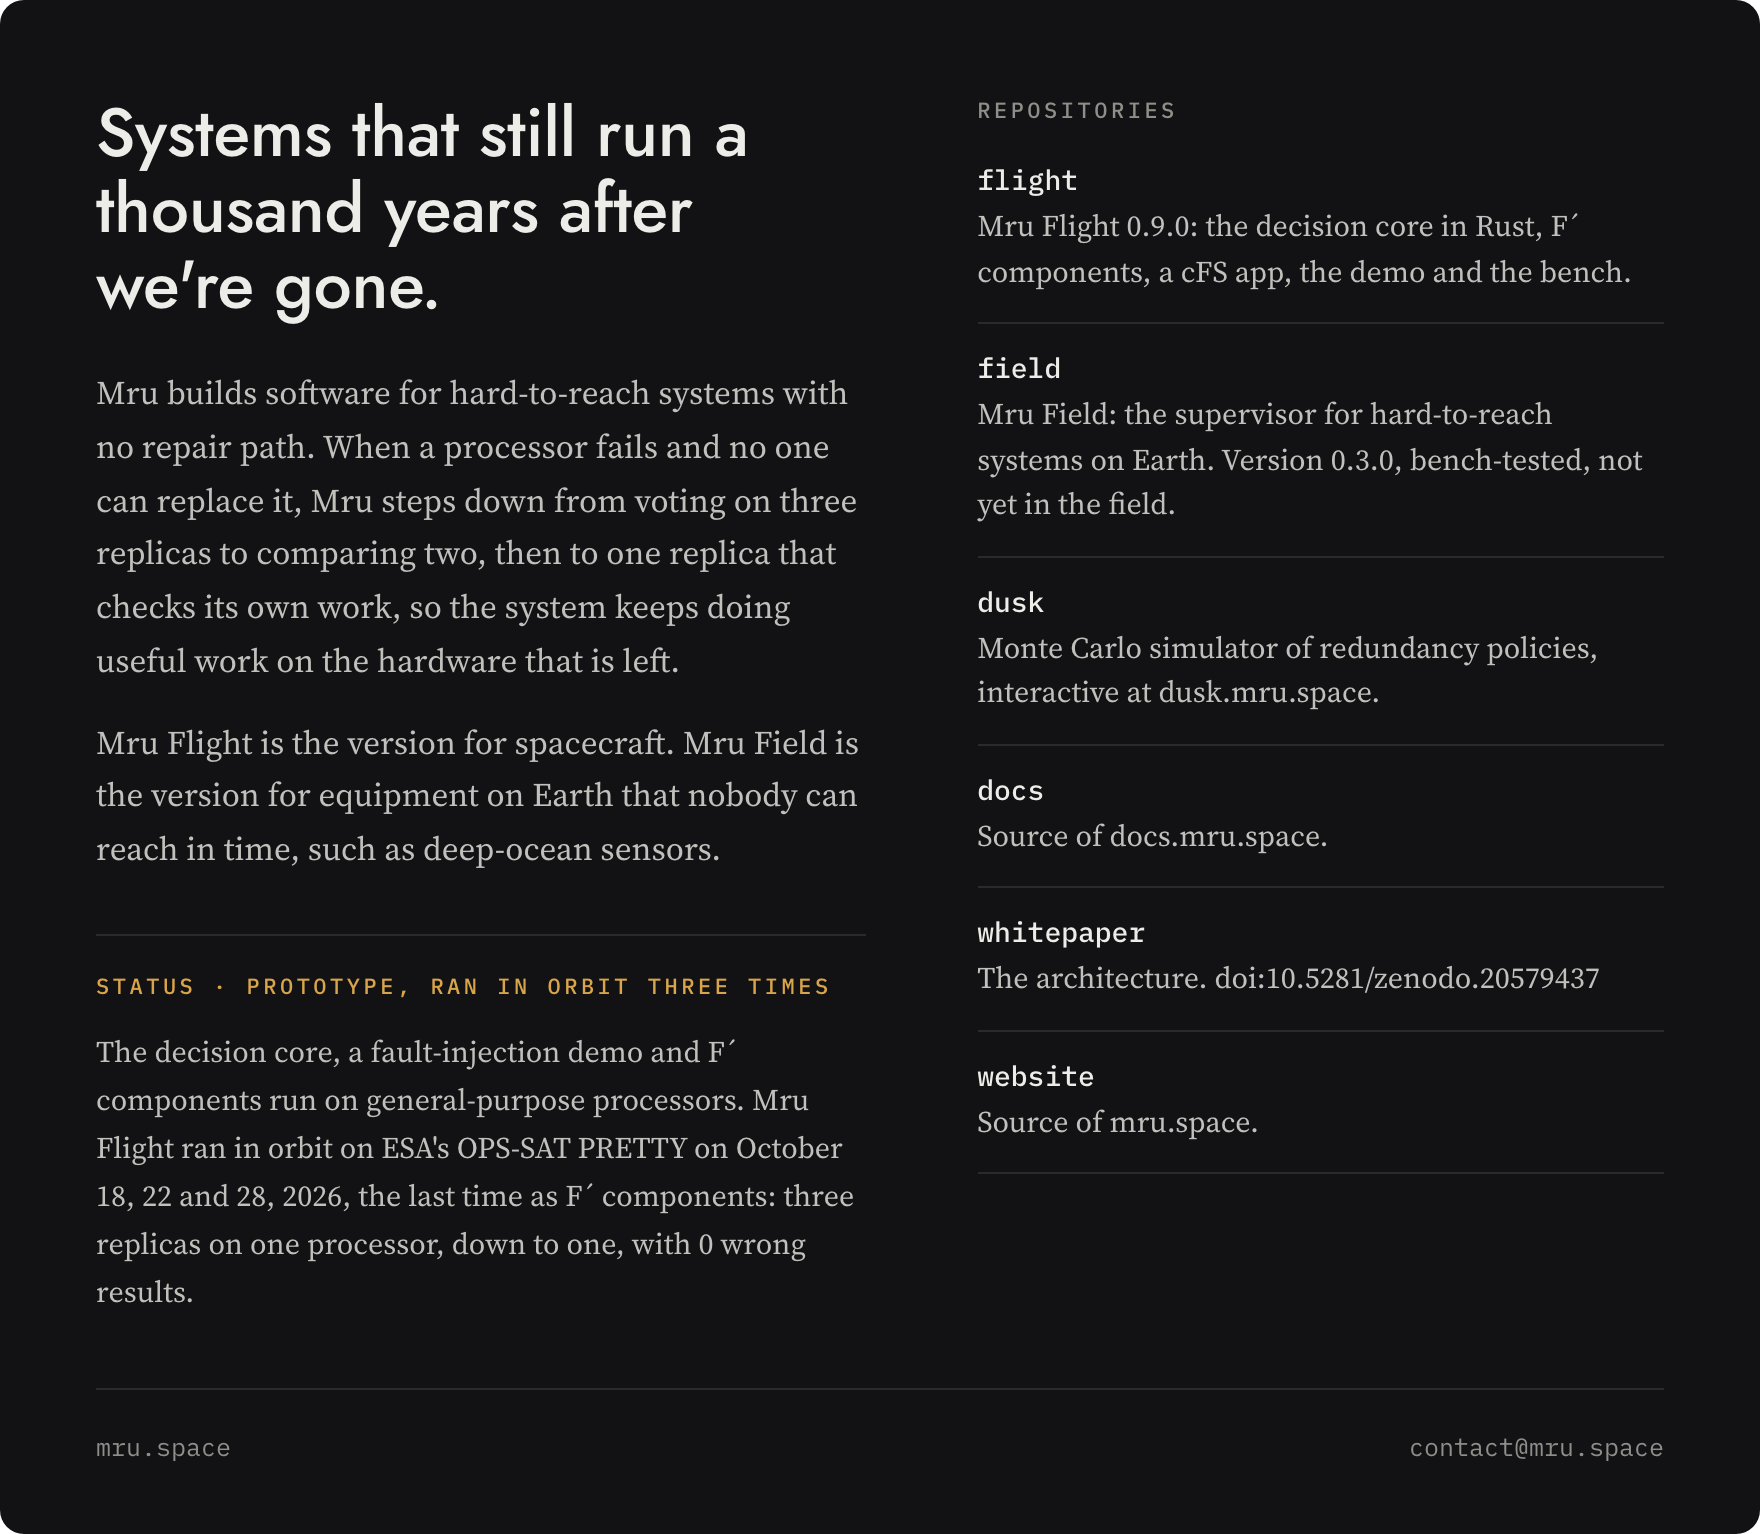 Systems that still run a
thousand years after
we're gone.
Mru builds software for hard-to-reach systems with
no repair path. When a processor fails and no one
can replace it, Mru steps down from voting on three
replicas to comparing two, then to one replica that
checks its own work, so the system keeps doing
useful work on the hardware that is left.
Mru Flight is the version for spacecraft. Mru Field is
the version for equipment on Earth that nobody can
reach in time, such as deep-ocean sensors.
STATUS · PROTOTYPE, RAN IN ORBIT THREE TIMES
The decision core, a fault-injection demo and F´
components run on general-purpose processors. Mru
Flight ran in orbit on ESA's OPS-SAT PRETTY on October
18, 22 and 28, 2026, the last time as F´ components: three
replicas on one processor, down to one, with 0 wrong
results.
REPOSITORIES
flight
Mru Flight 0.9.0: the decision core in Rust, F´
components, a cFS app, the demo and the bench.
field
Mru Field: the supervisor for hard-to-reach
systems on Earth. Version 0.3.0, bench-tested, not
yet in the field.
dusk
Monte Carlo simulator of redundancy policies,
interactive at dusk.mru.space.
docs
Source of docs.mru.space.
whitepaper
The architecture. doi:10.5281/zenodo.20579437
website
Source of mru.space.
mru.space
contact@mru.space